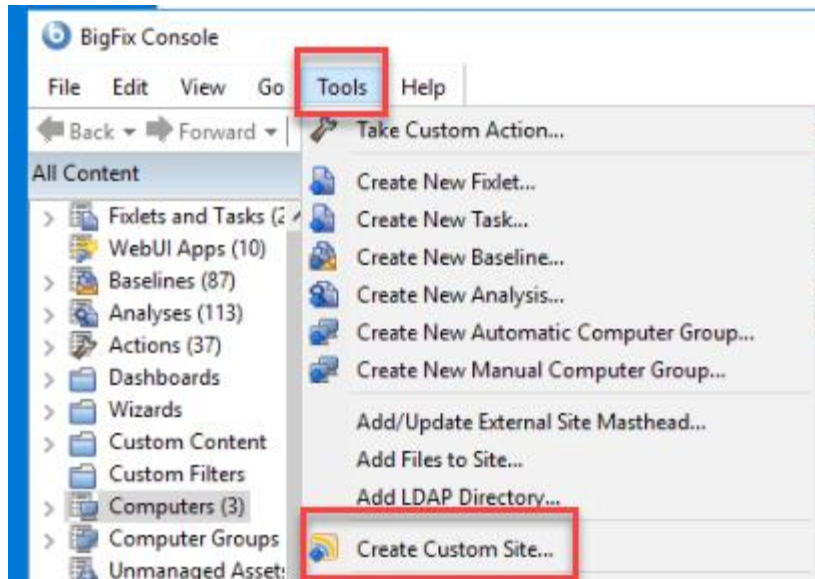 BigFix Console
File Edit View Go Tools Help
Back Forward
All Content
Fixlets and Tasks
WebUI Apps (10)
Baselines (87)
Analyses (113)
Actions (37)
Dashboards
Wizards
Custom Content
Custom Filters
Computers (3)
Computer Groups
Unmanaged
Take Custom Action...
Create New Fixlet...
Create New Task...
Create New Baseline...
Create New Analysis...
Create New Automatic Computer Group...
Create New Manual Computer Group...
Add/Update External Site Masthead...
Add Files to Site...
Add LDAP Directory...
Create Custom Site...